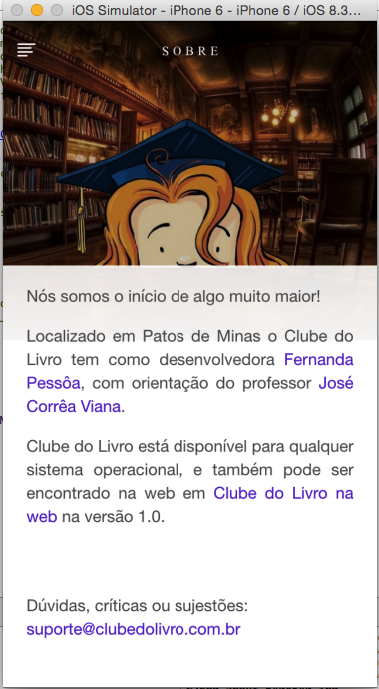 iOS Simulator - iPhone 6 - iPhone 6 / iOS 8.3...
SOBRE
Nós somos o início de algo muito maior!
Localizado em Patos de Minas o Clube do
Livro tem como desenvolvedora Fernanda
Pessôa, com orientação do professor José
Corrêa Viana.
Clube do Livro está disponível para qualquer
sistema operacional, e também pode ser
encontrado na web em Clube do Livro na
web na versão 1.0.
Dúvidas, críticas ou sujestões:
suporte@clubedolivro.com.br